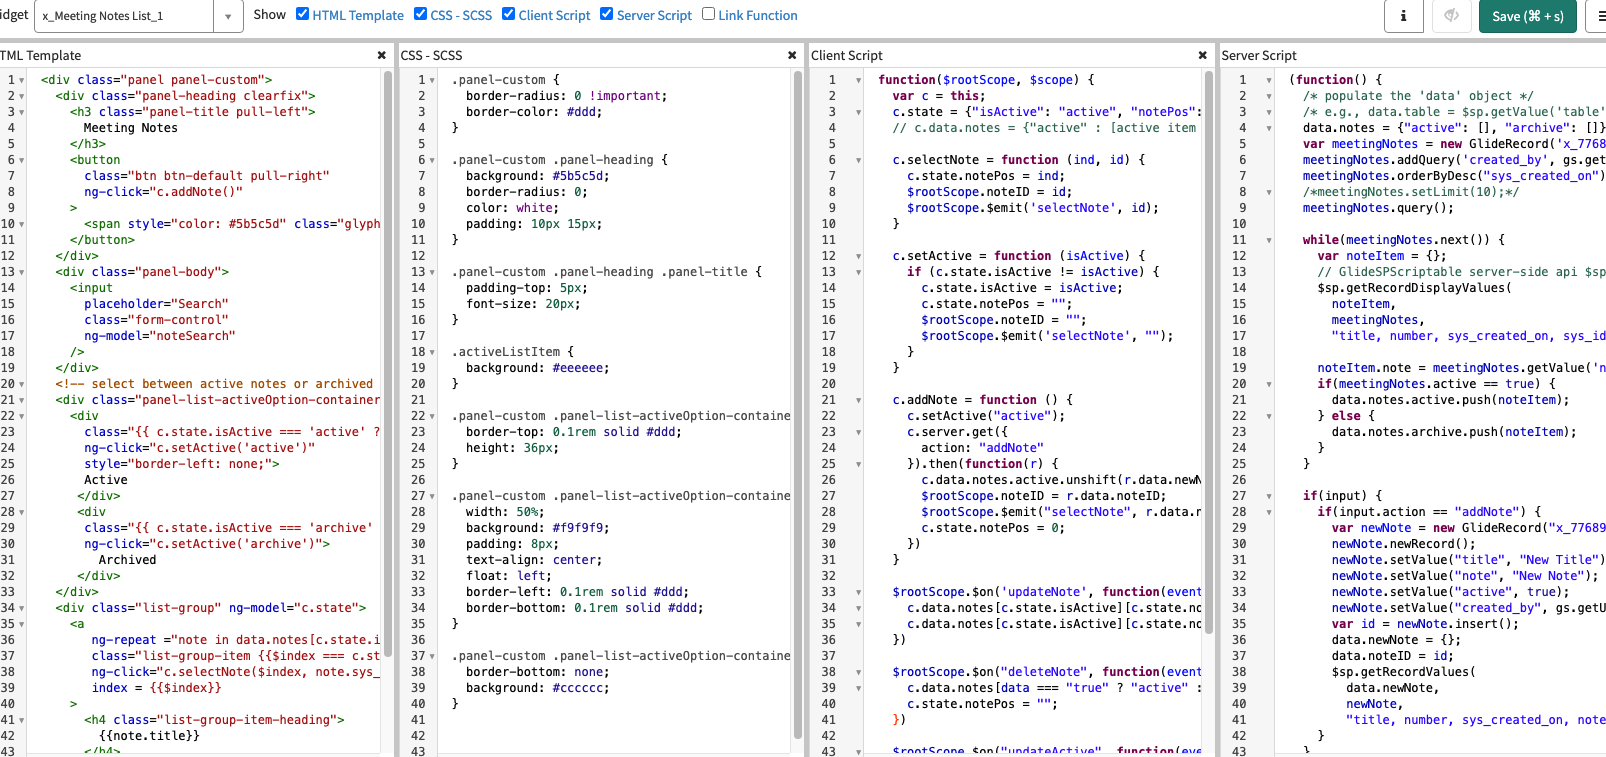 idget x_Meeting Notes List_1 Show HTML Template CSS - SCSS Client Script Server Script Link Function Save (⌘ + s)
TML Template
1 <div class="panel panel-custom">
2 <div class="panel-heading clearfix">
3 <h3 class="panel-title pull-left">
4 Meeting Notes
5 </h3>
6 <button
7 class="btn btn-default pull-right"
8 ng-click="c.addNote()"
9 >
10 <span style="color: #5b5c5d" class="glyph
11 </button>
12 </div>
13 <div class="panel-body">
14 <input
15 placeholder="Search"
16 class="form-control"
17 ng-model="noteSearch"
18 />
19 </div>
20 <!-- select between active notes or archived
21 <div class="panel-list-activeOption-container
22 <div
23 class="{{ c.state.isActive === 'active' ?
24 ng-click="c.setActive('active')"
25 style="border-left: none;">
26 Active
27 </div>
28 <div
29 class="{{ c.state.isActive === 'archive'
30 ng-click="c.setActive('archive')">
31 Archived
32 </div>
33 </div>
34 <div class="list-group" ng-model="c.state">
35 <a
36 ng-repeat ="note in data.notes[c.state.i
37 class="list-group-item {{$index === c.st
38 ng-click="c.selectNote($index, note.sys_
39 index = {{$index}}
40 >
41 <h4 class="list-group-item-heading">
42 {{note.title}}
43 </h4>
CSS - SCSS
1 .panel-custom {
2 border-radius: 0 !important;
3 border-color: #ddd;
4 }
5
6 .panel-custom .panel-heading {
7 background: #5b5c5d;
8 border-radius: 0;
9 color: white;
10 padding: 10px 15px;
11 }
12
13 .panel-custom .panel-heading .panel-title {
14 padding-top: 5px;
15 font-size: 20px;
16 }
17
18 .activeListItem {
19 background: #eeeeee;
20 }
21
22 .panel-custom .panel-list-activeOption-containe
23 border-top: 0.1rem solid #ddd;
24 height: 36px;
25 }
26
27 .panel-custom .panel-list-activeOption-containe
28 width: 50%;
29 background: #f9f9f9;
30 padding: 8px;
31 text-align: center;
32 float: left;
33 border-left: 0.1rem solid #ddd;
34 border-bottom: 0.1rem solid #ddd;
35 }
36
37 .panel-custom .panel-list-activeOption-containe
38 border-bottom: none;
39 background: #cccccc;
40 }
41
42
43
Client Script
1 function($rootScope, $scope) {
2 var c = this;
3 c.state = {"isActive": "active", "notePos":
4 // c.data.notes = {"active" : [active item
5
6 c.selectNote = function (ind, id) {
7 c.state.notePos = ind;
8 $rootScope.noteID = id;
9 $rootScope.$emit('selectNote', id);
10 }
11
12 c.setActive = function (isActive) {
13 if (c.state.isActive != isActive) {
14 c.state.isActive = isActive;
15 c.state.notePos = "";
16 $rootScope.noteID = "";
17 $rootScope.$emit('selectNote', "");
18 }
19 }
20
21 c.addNote = function () {
22 c.setActive("active");
23 c.server.get({
24 action: "addNote"
25 }).then(function(r) {
26 c.data.notes.active.unshift(r.data.newN
27 $rootScope.noteID = r.data.noteID;
28 $rootScope.$emit("selectNote", r.data.r
29 c.state.notePos = 0;
30 })
31 }
32
33 $rootScope.$on('updateNote', function(event
34 c.data.notes[c.state.isActive][c.state.no
35 c.data.notes[c.state.isActive][c.state.no
36 })
37
38 $rootScope.$on("deleteNote", function(event
39 c.data.notes[data === "true" ? "active" :
40 c.state.notePos = "";
41 })
42
43 $rootScope.$on("updateActive", function(eve
Server Script
1 (function() {
2 /* populate the 'data' object */
3 /* e.g., data.table = $sp.getValue('table'
4 data.notes = {"active": [], "archive": []}
5 var meetingNotes = new GlideRecord('x_7768
6 meetingNotes.addQuery('created_by', gs.get
7 meetingNotes.orderByDesc("sys_created_on")
8 /*meetingNotes.setLimit(10);*/
9 meetingNotes.query();
10
11 while(meetingNotes.next()) {
12 var noteItem = {};
13 // GlideSPScriptable server-side api $sp
14 $sp.getRecordDisplayValues(
15 noteItem,
16 meetingNotes,
17 "title, number, sys_created_on, sys_id
18
19 noteItem.note = meetingNotes.getValue('n
20 if(meetingNotes.active == true) {
21 data.notes.active.push(noteItem);
22 } else {
23 data.notes.archive.push(noteItem);
24 }
25 }
26
27 if(input) {
28 if(input.action == "addNote") {
29 var newNote = new GlideRecord("x_77689
30 newNote.newRecord();
31 newNote.setValue("title", "New Title")
32 newNote.setValue("note", "New Note");
33 newNote.setValue("active", true);
34 newNote.setValue("created_by", gs.getU
35 var id = newNote.insert();
36 data.newNote = {};
37 data.noteID = id;
38 $sp.getRecordValues(
39 data.newNote,
40 newNote,
41 "title, number, sys_created_on, note
42 }
43 }